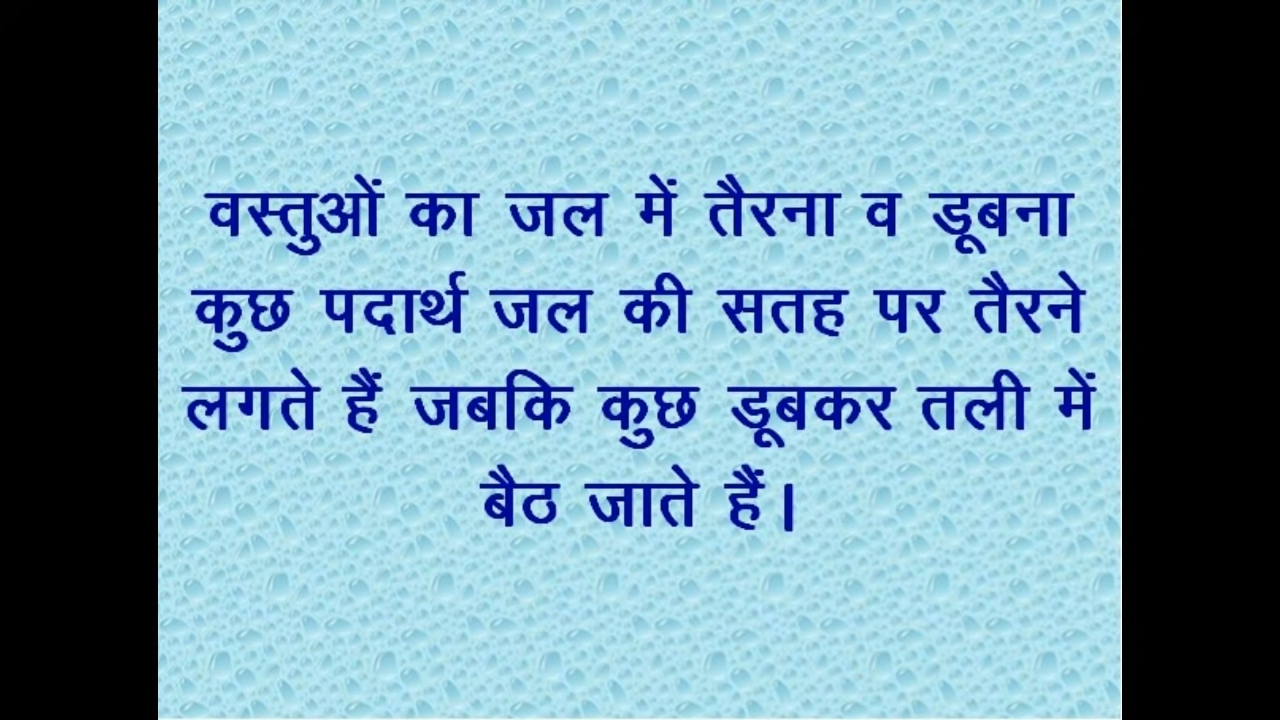 वस्तुओं का जल में तैरना व डूबना
कुछ पदार्थ जल की सतह पर तैरने
लगते हैं जबकि कुछ डूबकर तली में
बैठ जाते हैं।